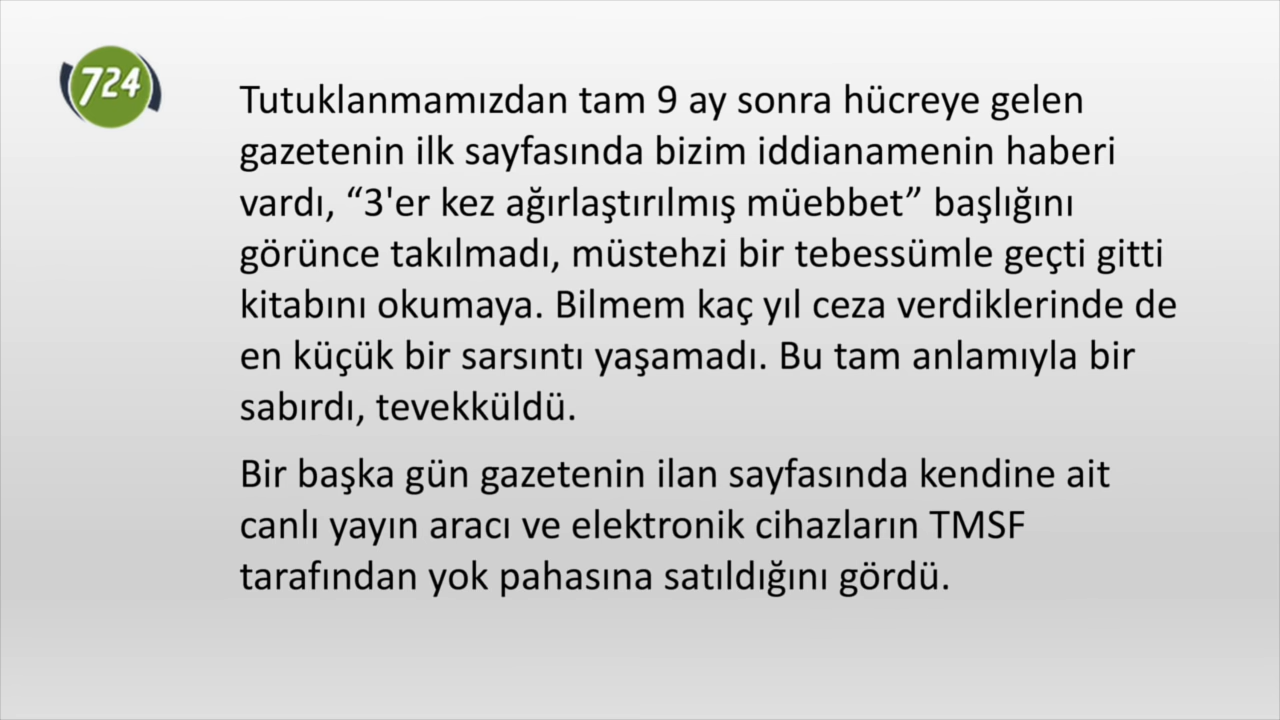 724
Tutuklanmamızdan tam 9 ay sonra hücreye gelen
gazetenin ilk sayfasında bizim iddianamenin haberi
vardı, “3'er kez ağırlaştırılmış müebbet” başlığını
görünce takılmadı, müstehzi bir tebessümle geçti gitti
kitabını okumaya. Bilmem kaç yıl ceza verdiklerinde de
en küçük bir sarsıntı yaşamadı. Bu tam anlamıyla bir
sabırdı, tevekküldü.
Bir başka gün gazetenin ilan sayfasında kendine ait
canlı yayın aracı ve elektronik cihazların TMSF
tarafından yok pahasına satıldığını gördü.